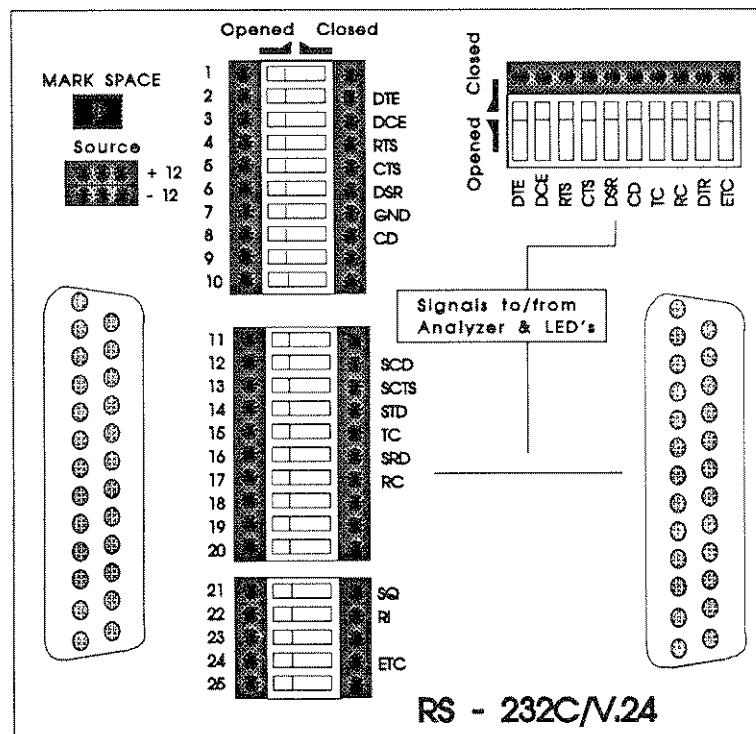 Opened Closed
MARK SPACE
Source
+ 12
- 12
1
2 DTE
3 DCE
4 RTS
5 CTS
6 DSR
7 GND
8 CD
9
10
11
12 SCD
13 SCTS
14 STD
15 TC
16 SRD
17 RC
18
19
20
21 SQ
22 RI
23
24 ETC
25
Opened Closed
DTE
DCE
RTS
CTS
DSR
CD
TC
RC
DTR
ETC
Signals to/from
Analyzer & LED's
RS - 232C/V.24